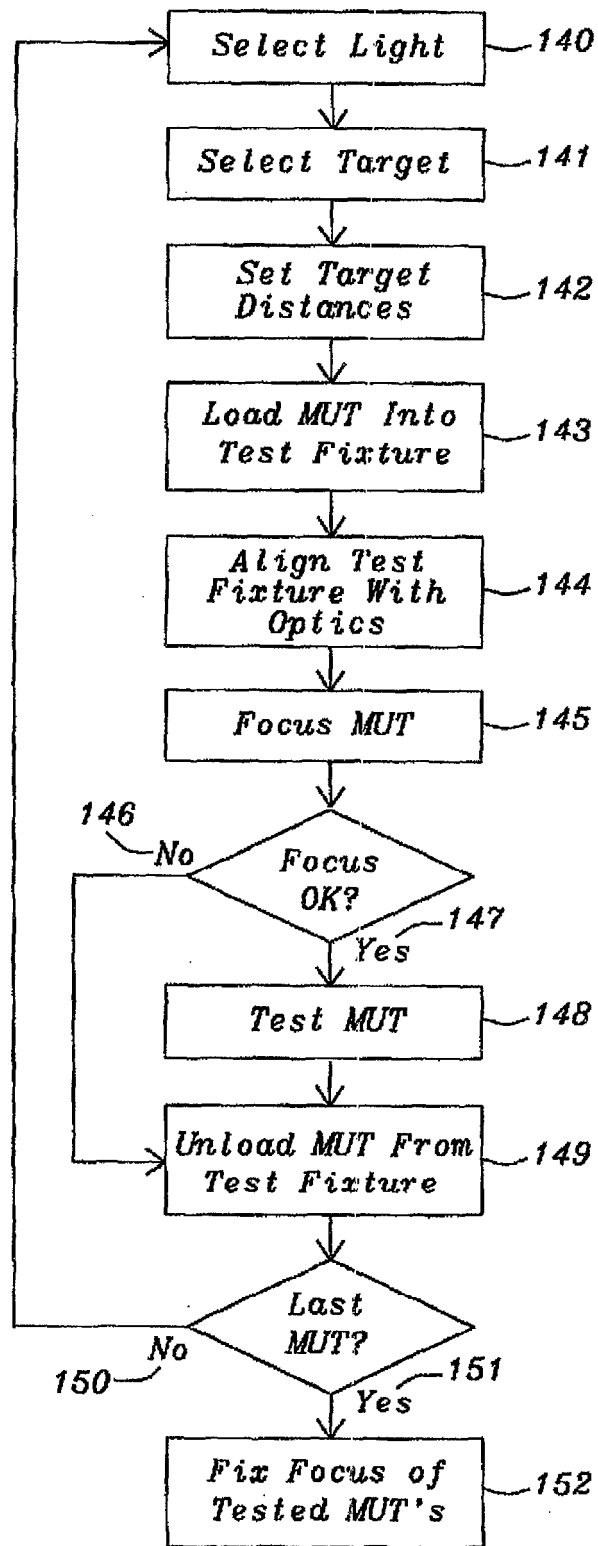 Select Light
140
Select Target
141
Set Target
Distances
142
Load MUT Into
Test Fixture
143
Align Test
Fixture With
Optics
144
Focus MUT
145
146
No
Focus
OK?
147
Yes
Test MUT
148
Unload MUT From
Test Fixture
149
Last
MUT?
No
150
151
Yes
Fix Focus of
Tested MUT's
152